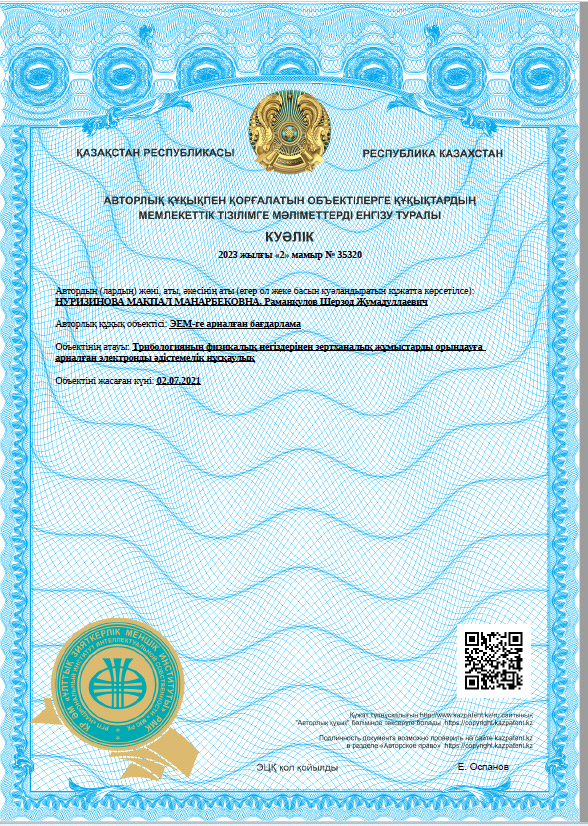 ҚАЗАҚСТАН РЕСПУБЛИКАСЫ
РЕСПУБЛИКА КАЗАХСТАН
АВТОРЛЫҚ ҚҰҚЫҚПЕН ҚОРҒАЛАТЫН ОБЪЕКТІЛЕРГЕ ҚҰҚЫҚТАРДЫҢ
МЕМЛЕКЕТТІК ТІЗІЛІМГЕ МӘЛІМЕТТЕРДІ ЕНГІЗУ ТУРАЛЫ
КУӘЛІК
2023 жылғы «2» мамыр № 35320
Автордың (лардың) жөні, аты, әкесінің аты (егер ол жеке басын куәландыратын құжатта көрсетілсе):
НУРИЗИНОВА МАКПАЛ МАНАРБЕКОВНА, Раманкулов Шерзод Жумадуллаевич
Авторлық құқық объектісі: ЭЕМ-ге арналған бағдарлама
Объектінің атауы: Трибологияның физикалық негіздерінен зертханалық жұмыстарды орындауға
арналған электронды әдістемелік нұсқаулық
Объектіні жасаған күні: 02.07.2021
Құжат түпнұсқалығын http://www.kazpatent.kz/ru сайтының
"Авторлық құқық" бөлімінде тексеруге болады https://copyright.kazpatent.kz
Подлинность документа возможно проверить на сайте kazpatent.kz
в разделе «Авторское право» https://copyright.kazpatent.kz
ЭЦҚ қол қойылды
Е. Оспанов